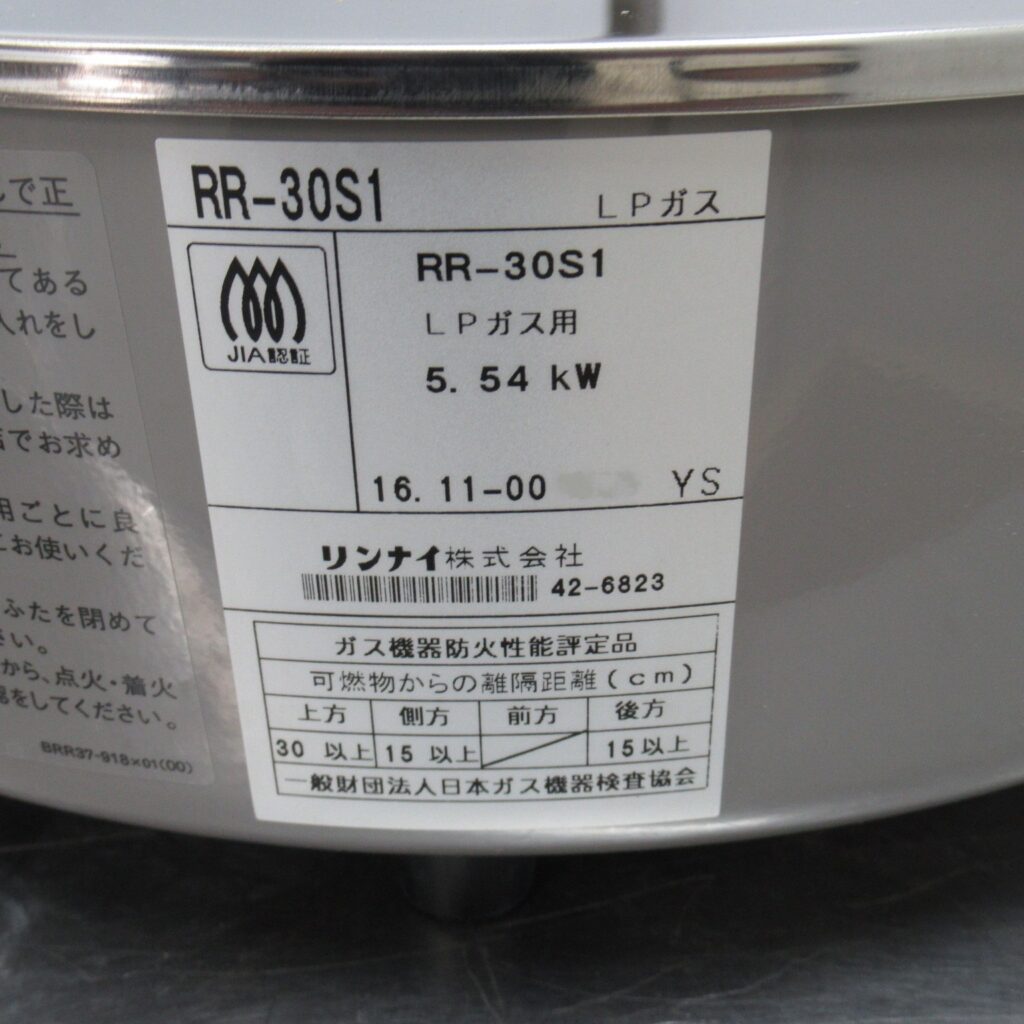 RR-30S1 LPガス
JIA認証
RR-30S1
LPガス用
5.54 kW
16.11-00 YS
リンナイ株式会社
42-6823
ガス機器防火性能評定品
可燃物からの離隔距離(cm)
上方 側方 前方 後方
30 以上 15 以上 15以上
一般財団法人日本ガス機器検査協会
で正
てある
入れをし
した際は
でお求め
用ごとに良
お使いくだ
ふたを閉めて
さい。
から、点火・着火
をしてください。
BRR37-918×01(00)